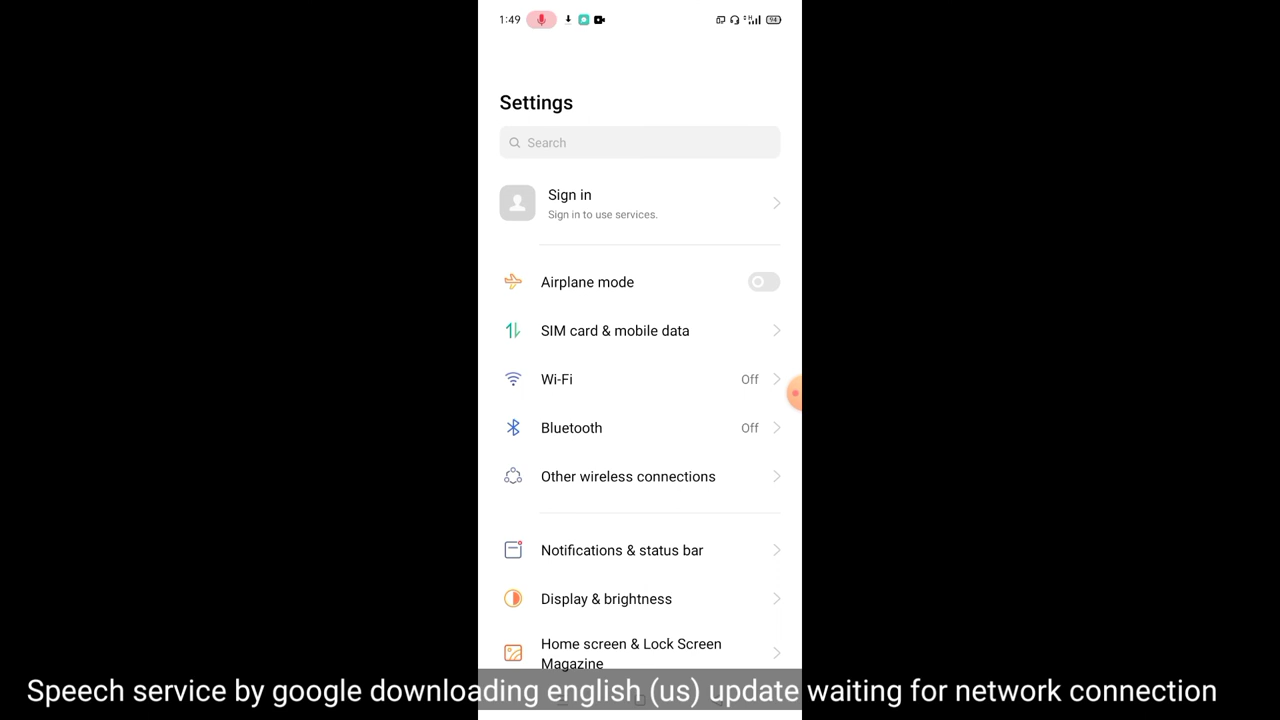 1:49
94
Settings
Search
Sign in
Sign in to use services.
Airplane mode
SIM card & mobile data
Wi-Fi Off
Bluetooth Off
Other wireless connections
Notifications & status bar
Display & brightness
Home screen & Lock Screen
Magazine
Speech service by google downloading english (us) update waiting for network connection